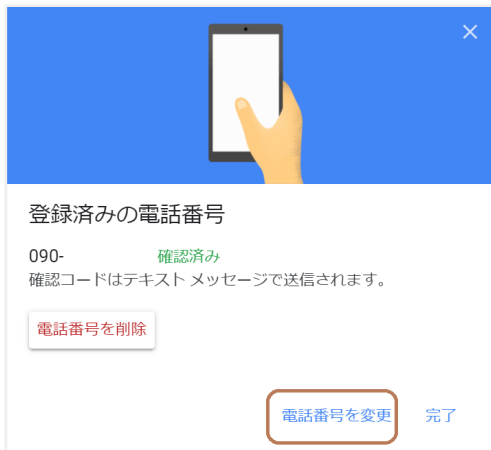 登録済みの電話番号
090- 確認済み
確認コードはテキスト メッセージで送信されます。
電話番号を削除
電話番号を変更 完了